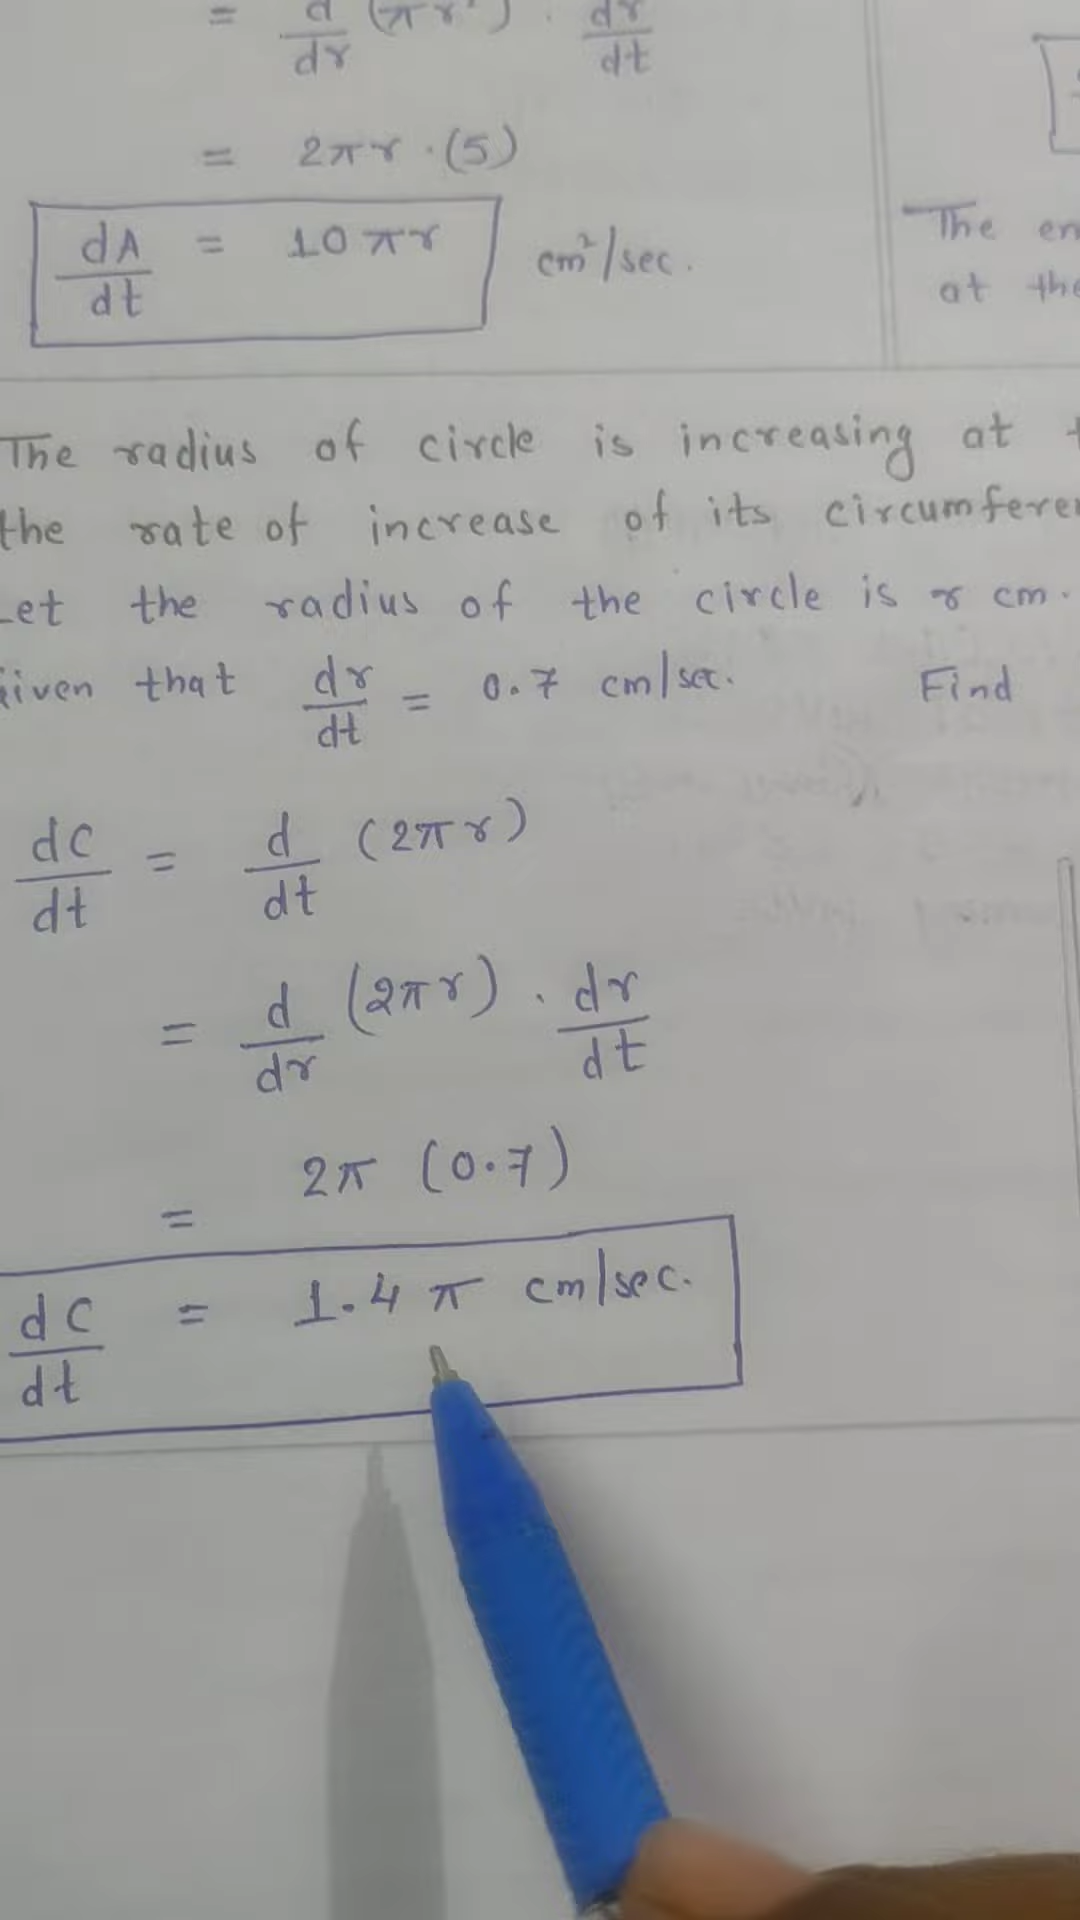 = d/dr (πr²) . dr/dt
= 2πr . (5)
dA/dt = 10πr cm²/sec.
The
at the
The radius of circle is increasing at
the rate of increase of its
Let the radius of the circle is r cm.
Given that dr/dt = 0.7 cm/sec. Find
dC/dt = d/dt (2πr)
= d/dr (2πr) . dr/dt
= 2π (0.7)
dC/dt = 1.4 π cm/sec.